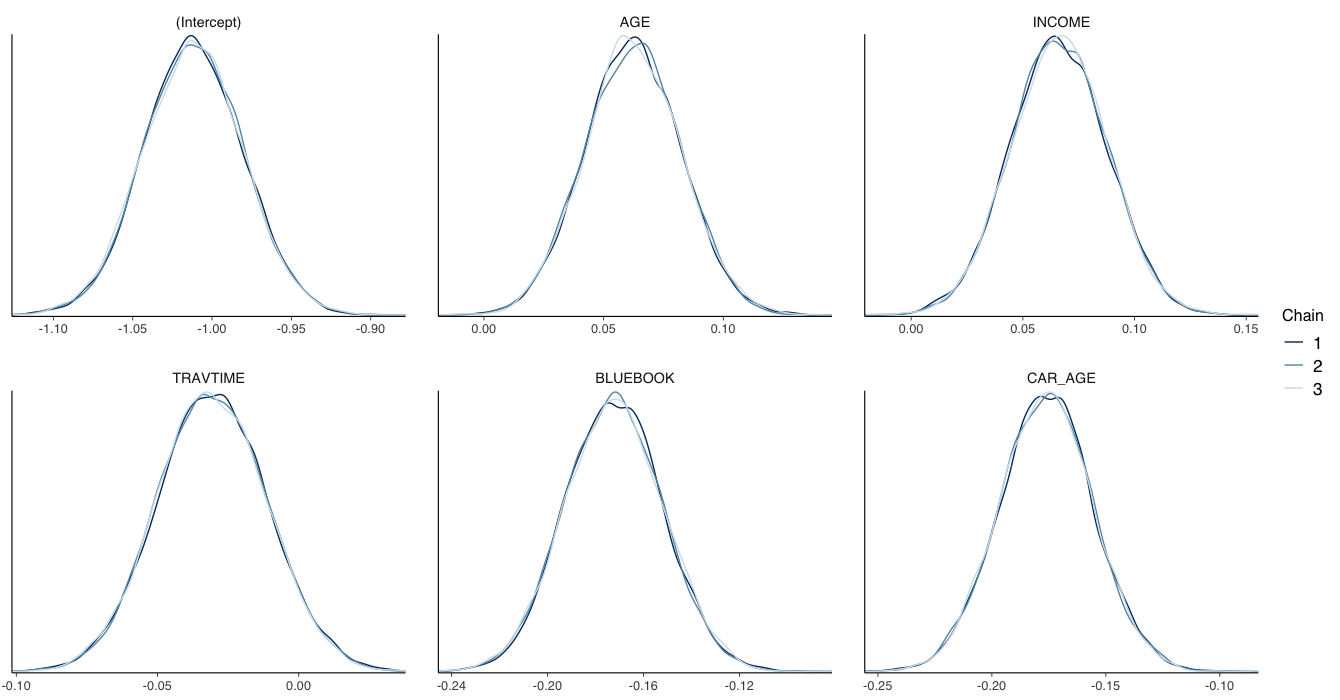 (Intercept)
AGE
INCOME
-1.10 -1.05 -1.00 -0.95 -0.90
0.00 0.05 0.10
0.00 0.05 0.10 0.15
Chain
1
2
3
TRAVTIME
BLUEBOOK
CAR_AGE
-0.10 -0.05 0.00
-0.24 -0.20 -0.16 -0.12
-0.25 -0.20 -0.15 -0.10